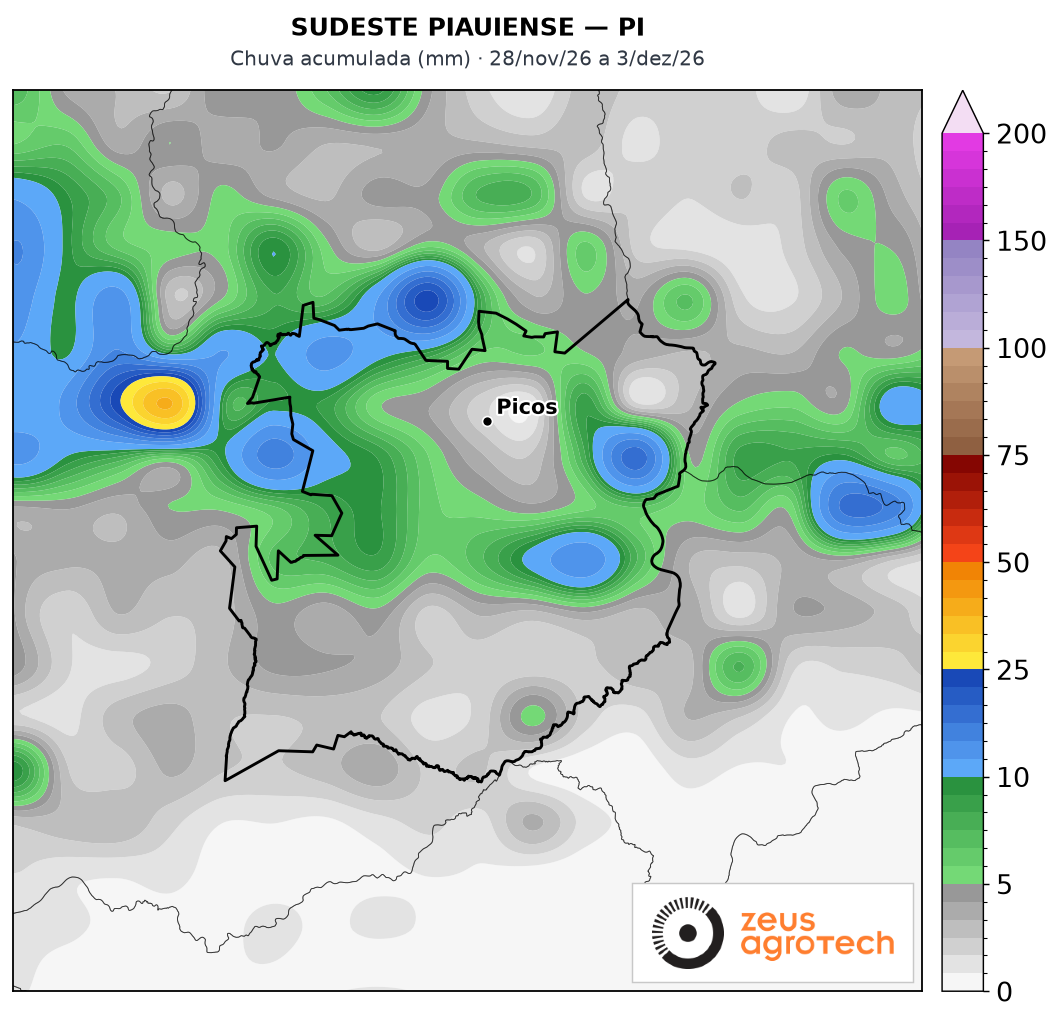 SUDESTE PIAUIENSE — PI
Chuva acumulada (mm) · 28/nov/26 a 3/dez/26
200
150
100
75
50
25
10
5
0
Picos
zeus
agrotech